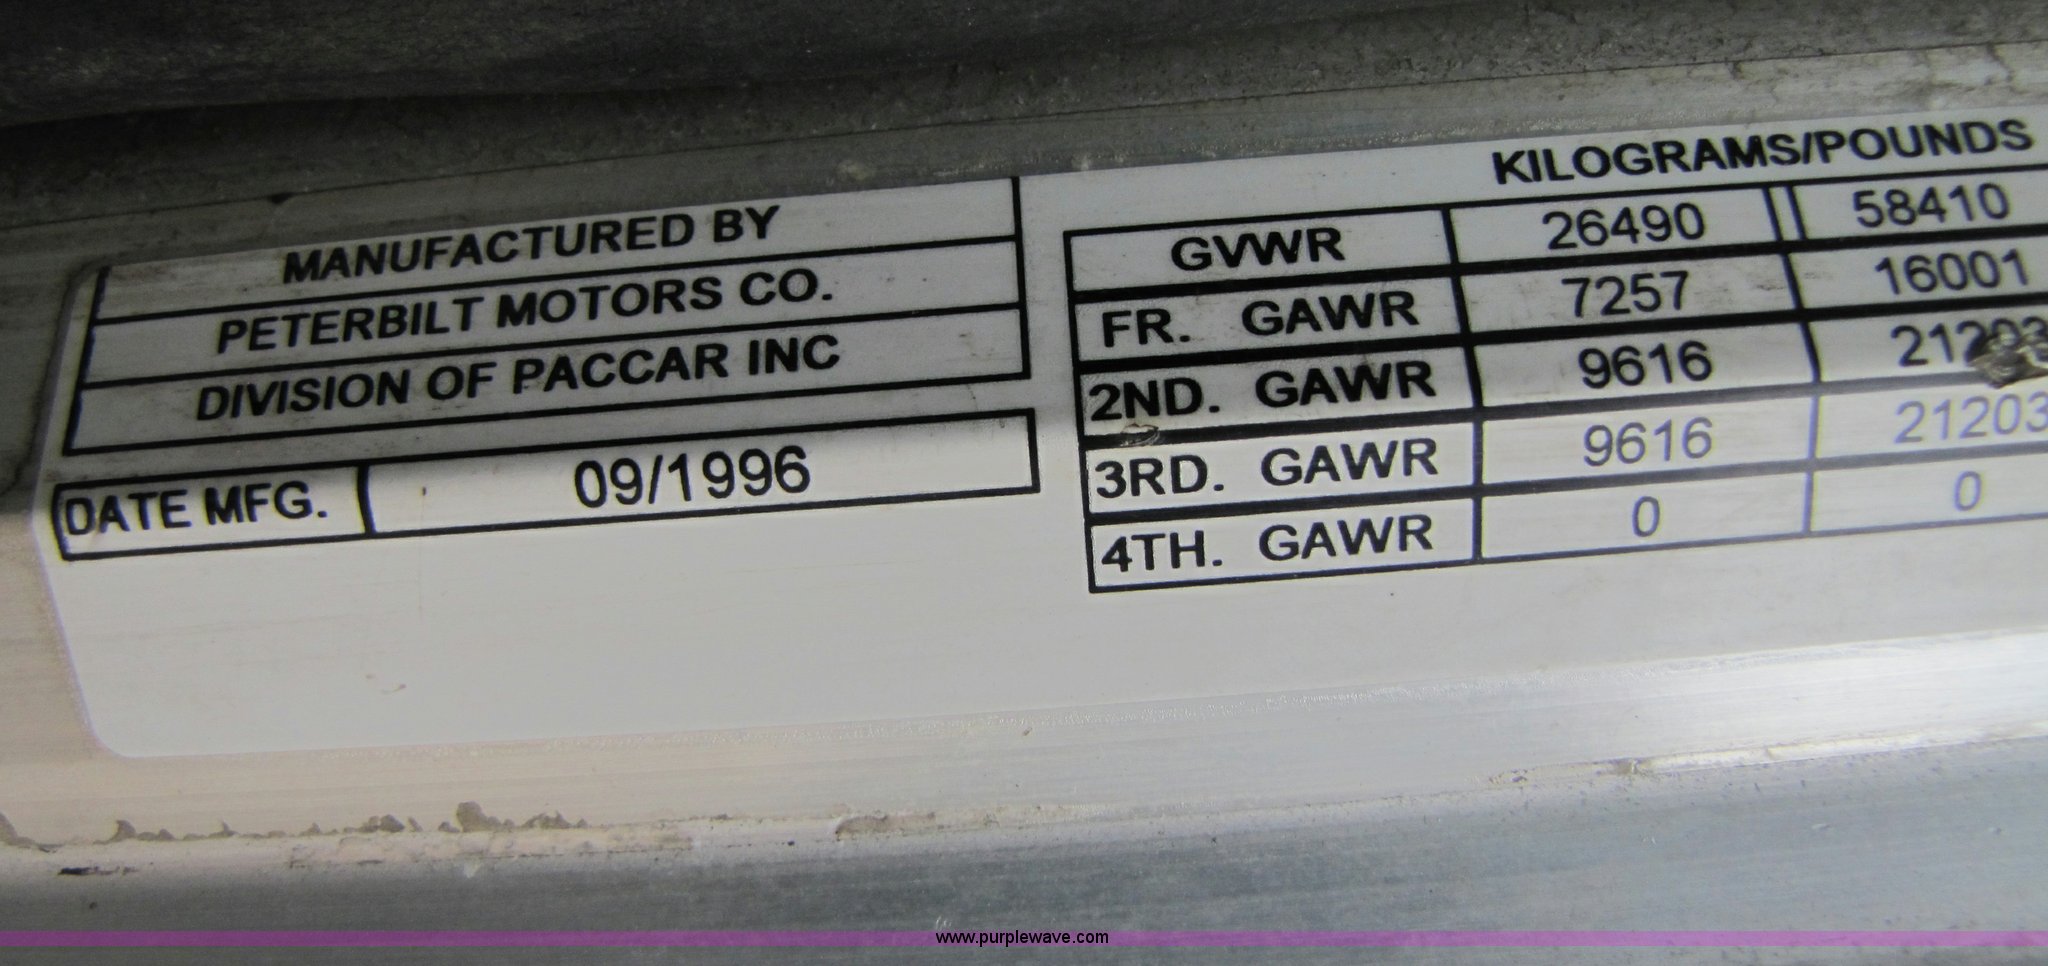 MANUFACTURED BY
PETERBILT MOTORS CO.
DIVISION OF PACCAR INC
DATE MFG. 09/1996
KILOGRAMS/POUNDS
GVWR 26490 58410
FR. GAWR 7257 16001
2ND. GAWR 9616 21203
3RD. GAWR 9616 21203
4TH. GAWR 0 0
www.purplewave.com